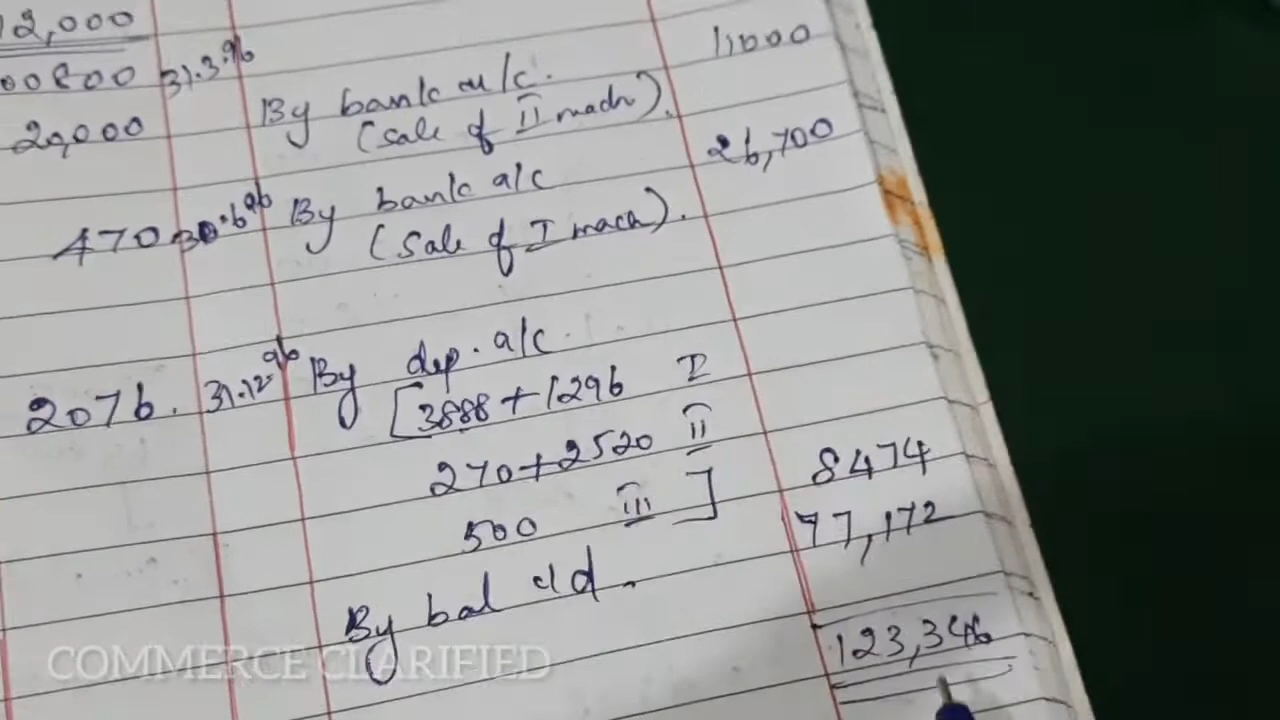 12,000
00800 31.3.96 11000
By bank a/c.
20,000 (Sale of II mach).
26,700
By bank a/c
470 30.6.96 (Sale of I mach).
By dep. a/c.
2076. 31.12.96 [3888+1296 I
270+2520 II 8474
500 III] 77,172
By bal c/d.
123,346
COMMERCE CLARIFIED